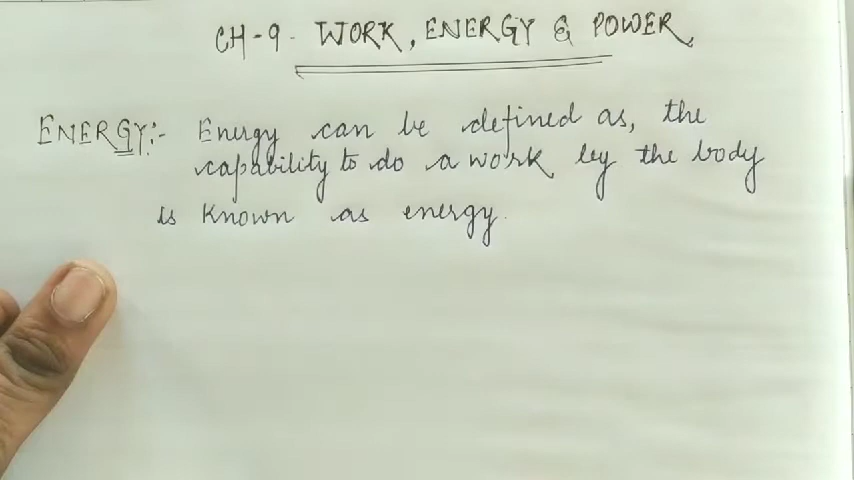 CH-9. WORK, ENERGY & POWER
ENERGY:- Energy can be defined as, the
capability to do a work by the body
is known as energy.